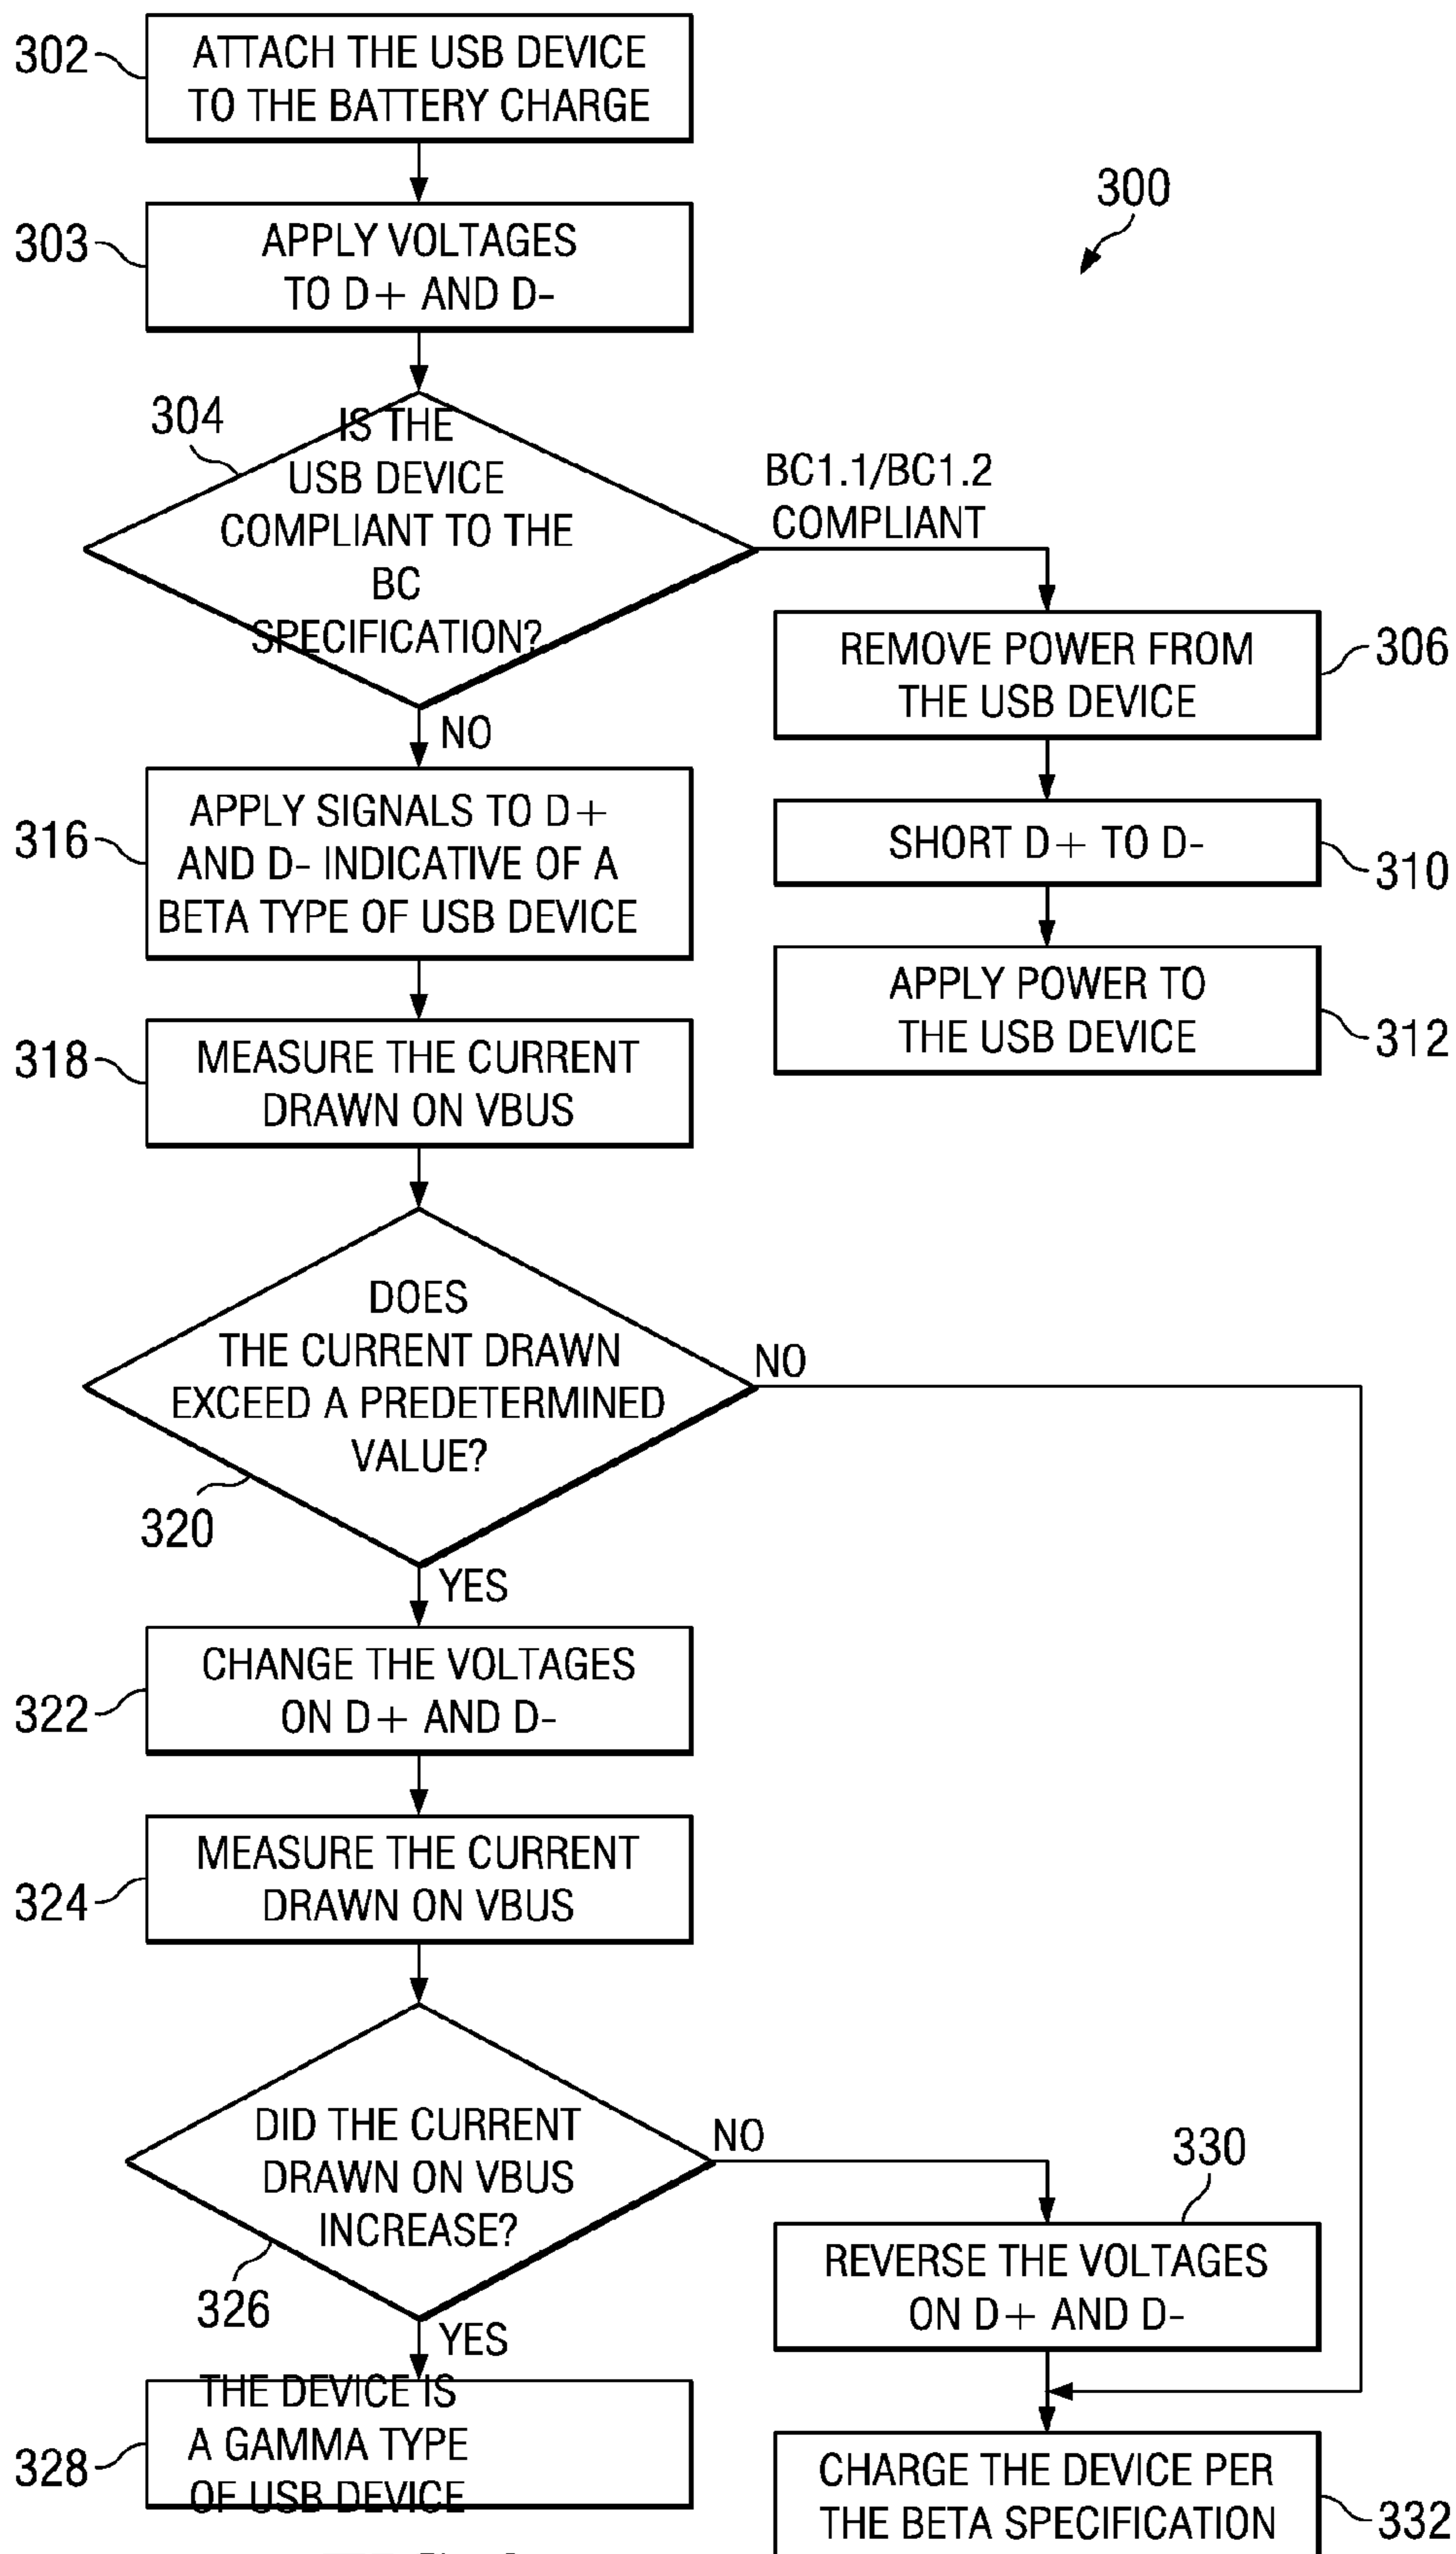 302
ATTACH THE USB DEVICE
TO THE BATTERY CHARGE
300
303
APPLY VOLTAGES
TO D+ AND D-
304
IS THE
USB DEVICE
COMPLIANT TO THE
BC
SPECIFICATION?
BC1.1/BC1.2
COMPLIANT
REMOVE POWER FROM
THE USB DEVICE
306
NO
SHORT D+ TO D-
310
APPLY POWER TO
THE USB DEVICE
312
316
APPLY SIGNALS TO D+
AND D- INDICATIVE OF A
BETA TYPE OF USB DEVICE
318
MEASURE THE CURRENT
DRAWN ON VBUS
DOES
THE CURRENT DRAWN
EXCEED A PREDETERMINED
VALUE?
NO
320
YES
322
CHANGE THE VOLTAGES
ON D+ AND D-
324
MEASURE THE CURRENT
DRAWN ON VBUS
DID THE CURRENT
DRAWN ON VBUS
INCREASE?
NO
326
330
REVERSE THE VOLTAGES
ON D+ AND D-
YES
328
THE DEVICE IS
A GAMMA TYPE
OF USB DEVICE
CHARGE THE DEVICE PER
THE BETA SPECIFICATION
332